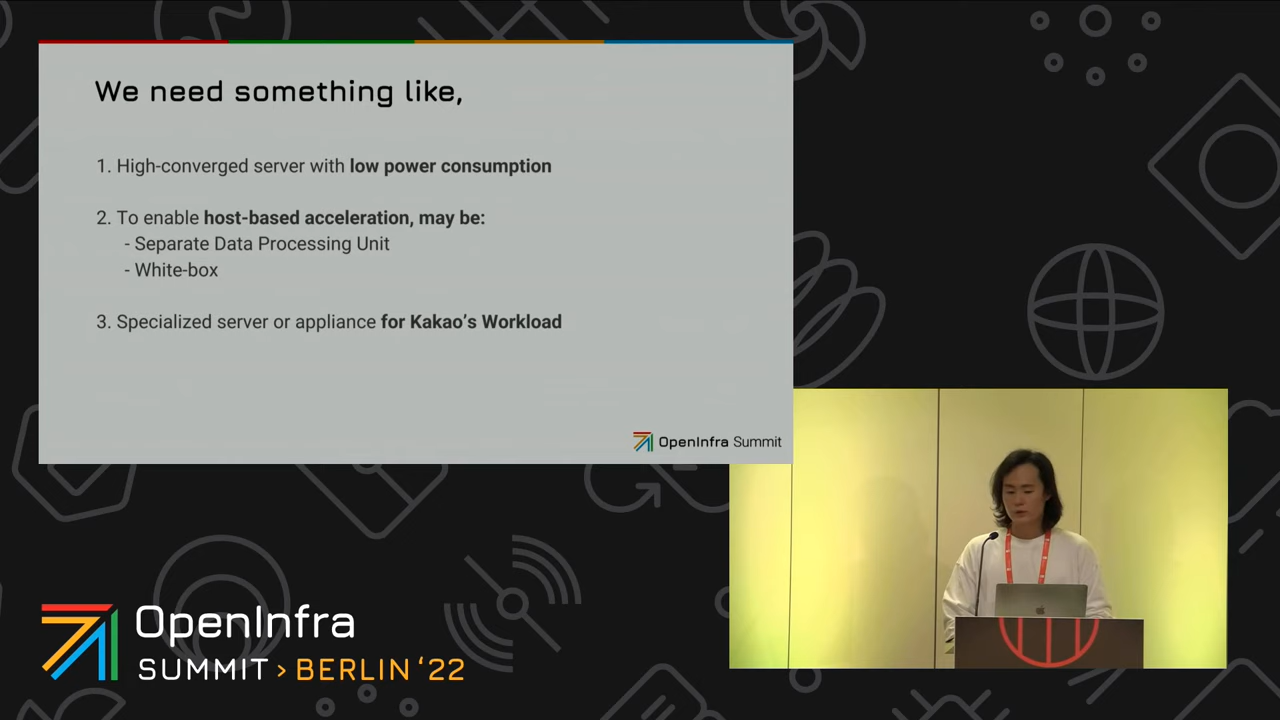 We need something like,
1. High-converged server with low power consumption
2. To enable host-based acceleration, may be:
- Separate Data Processing Unit
- White-box
3. Specialized server or appliance for Kakao's Workload
OpenInfra Summit
OpenInfra
SUMMIT > BERLIN '22